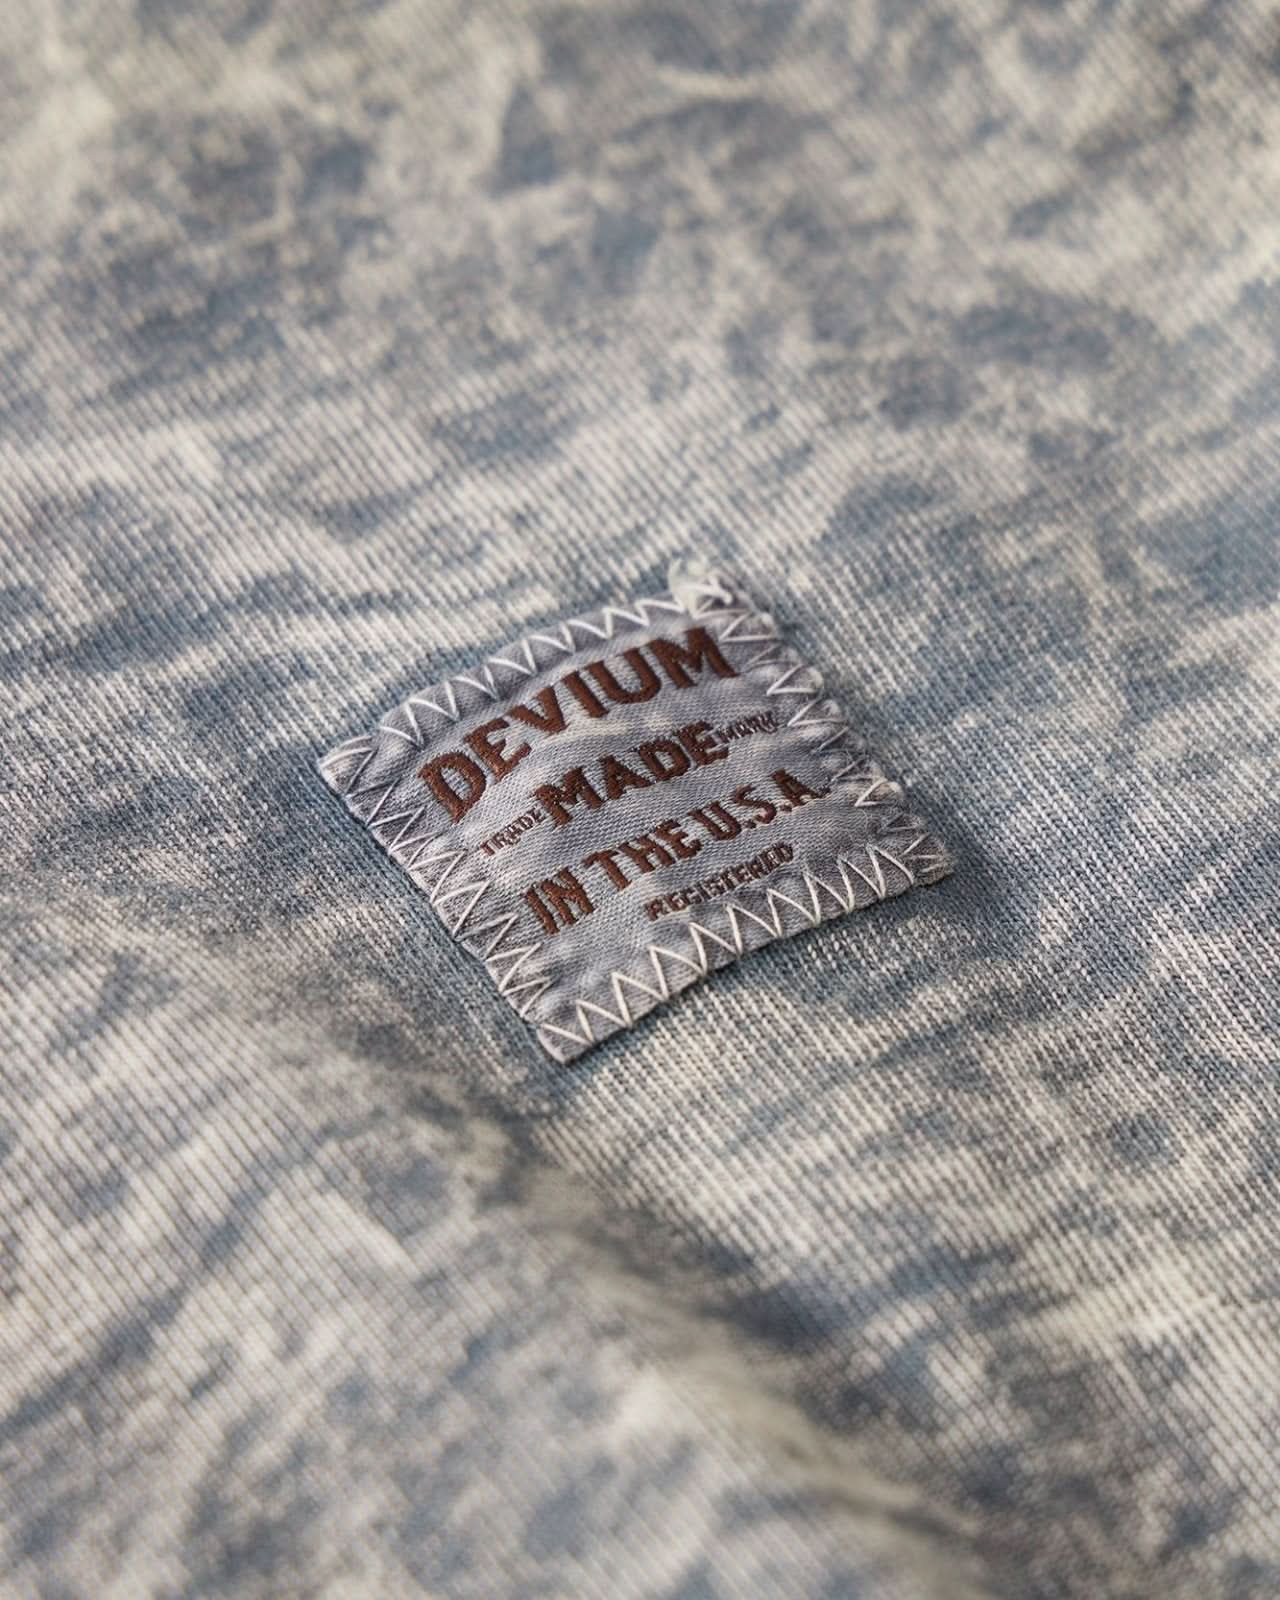 DEVIUM
TRADE MADE MARK
IN THE U.S.A.
REGISTERED